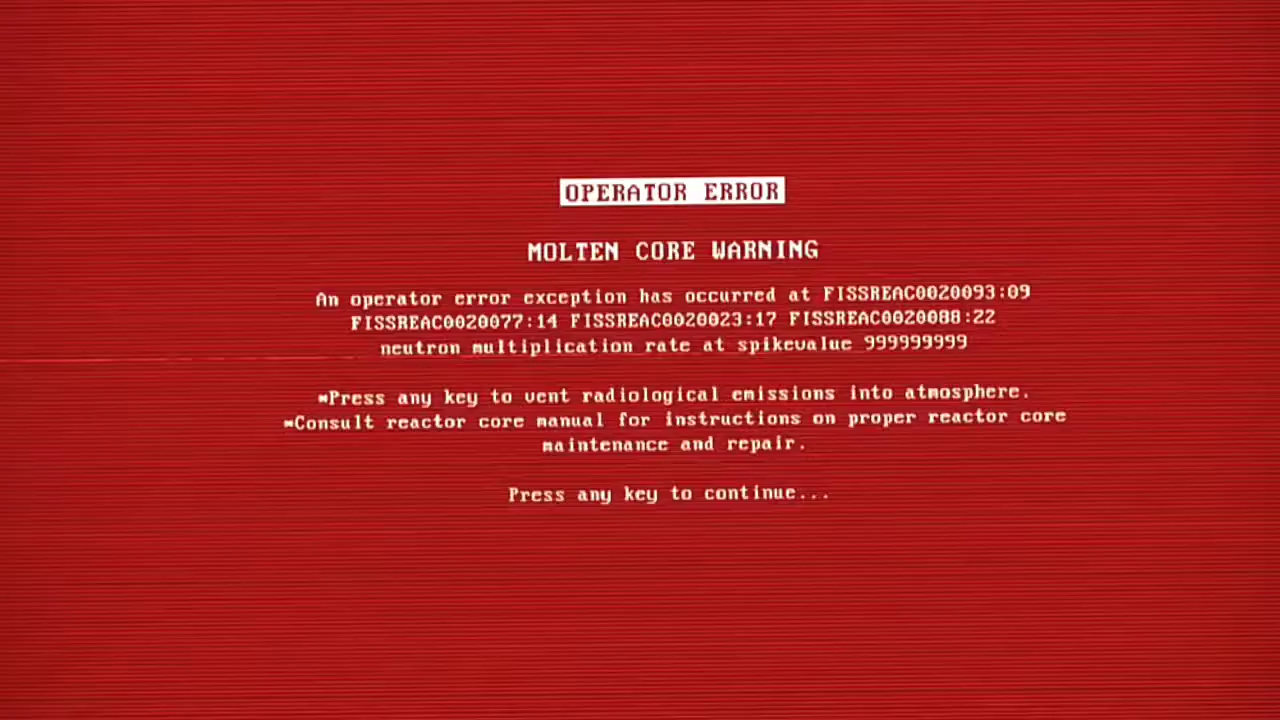 OPERATOR ERROR
MOLTEN CORE WARNING
An operator error exception has occurred at FISSREAC0020093:09
FISSREAC0020077:14 FISSREAC0020023:17 FISSREAC0020088:22
neutron multiplication rate at spikevalue 999999999
*Press any key to vent radiological emissions into atmosphere.
*Consult reactor core manual for instructions on proper reactor core
maintenance and repair.
Press any key to continue...